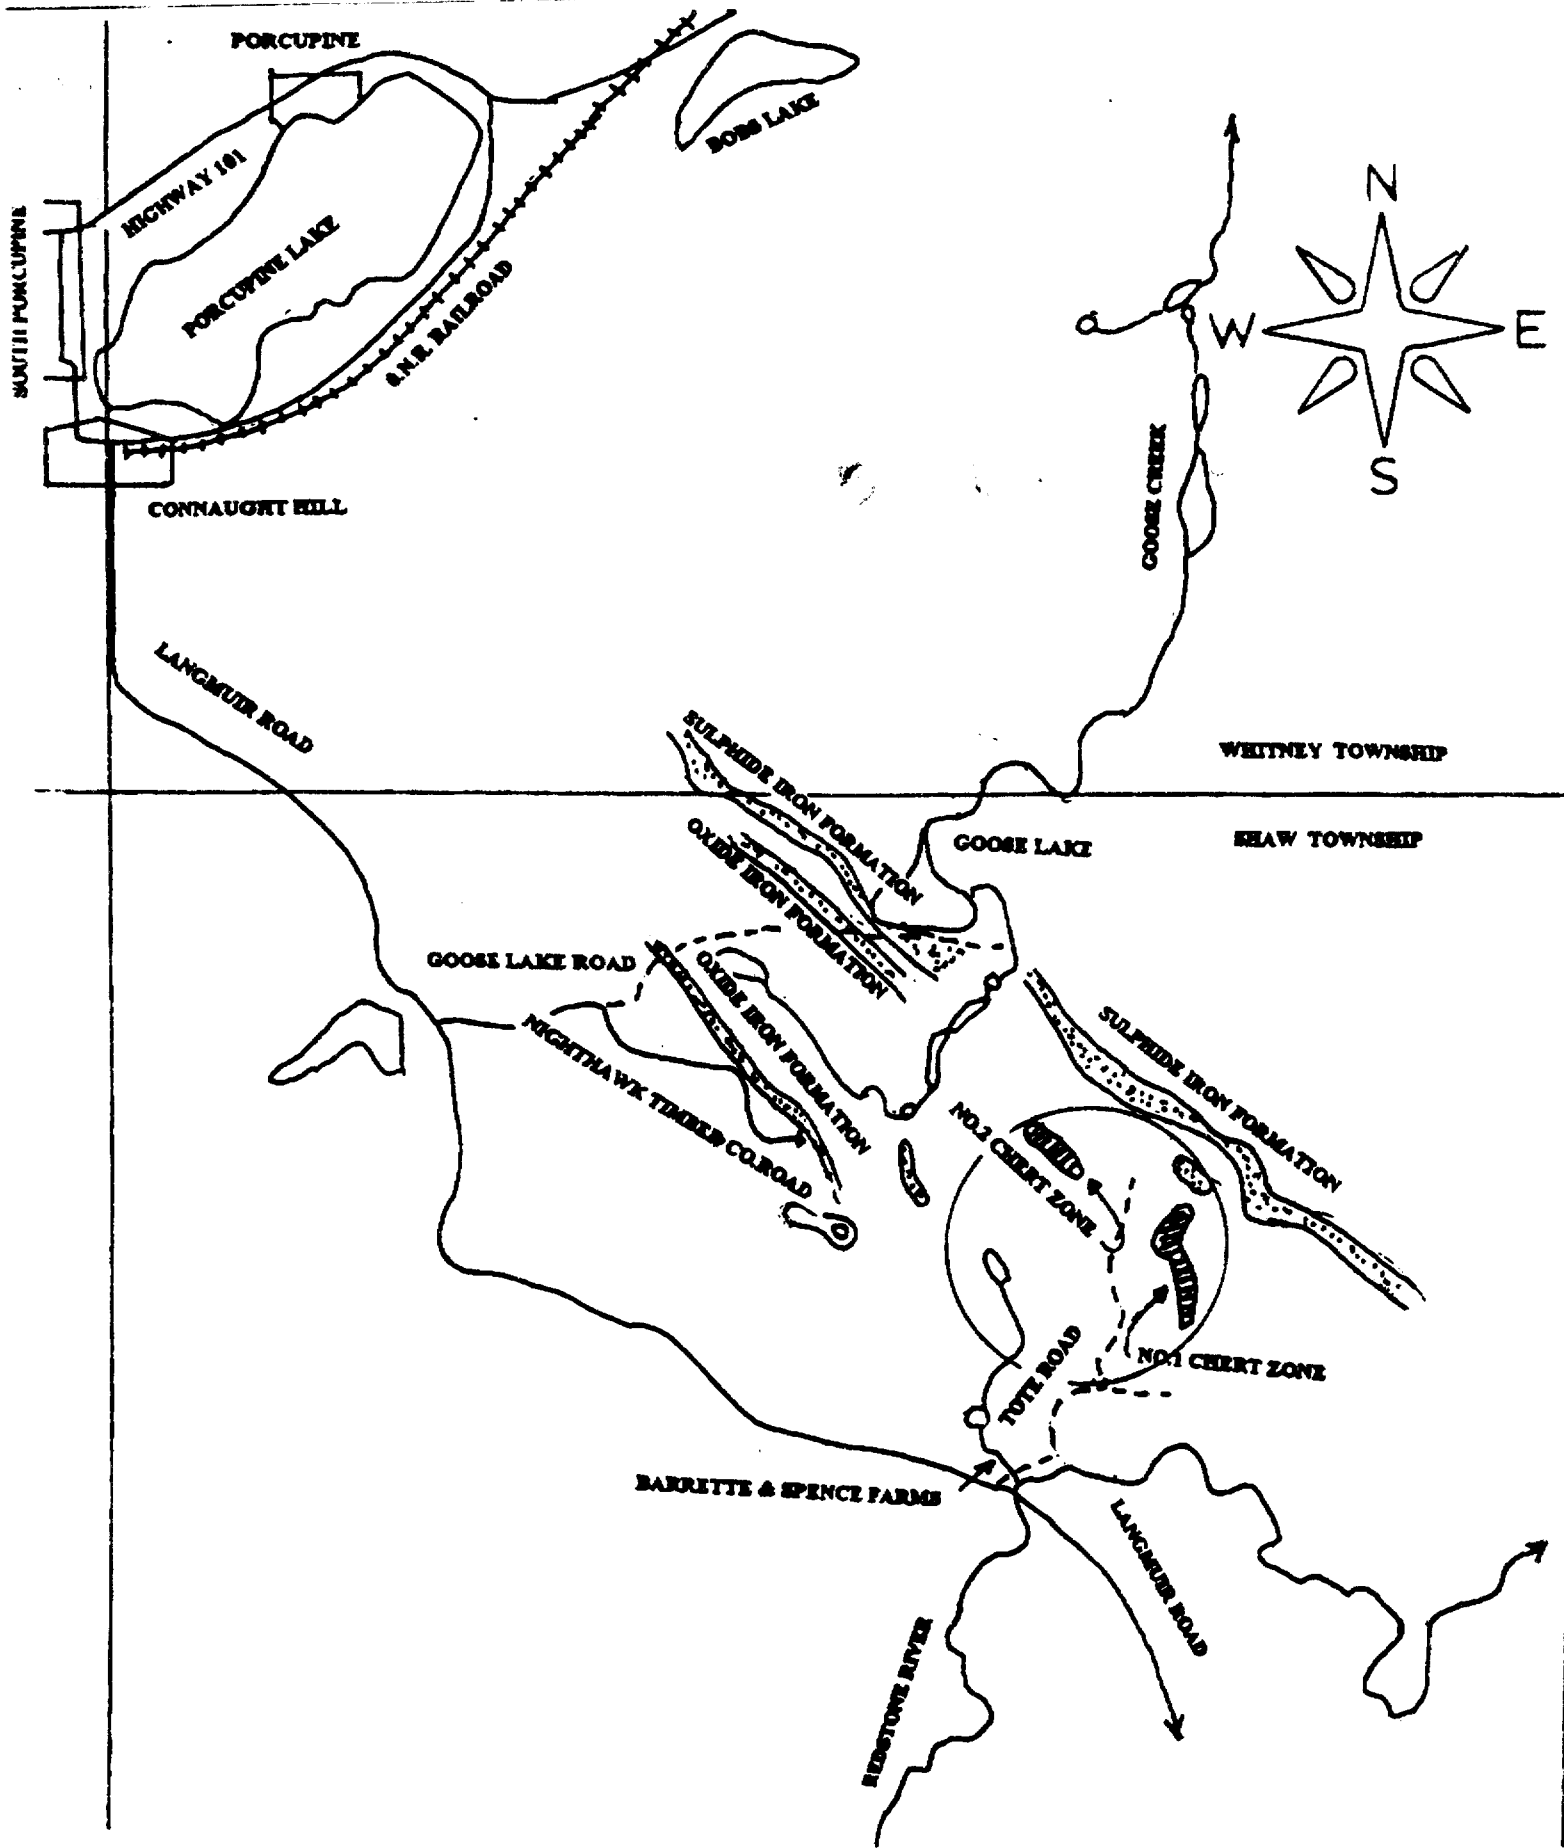 PORCUPINE
BOBS LAKE
HIGHWAY 101
PORCUPINE LAKE
SOUTH PORCUPINE
O.N.R. RAILROAD
N
W
E
S
CONNAUGHT HILL
GOOSE CREEK
LANGMUIR ROAD
SULPHIDE IRON FORMATION
WHITNEY TOWNSHIP
OXIDE IRON FORMATION
GOOSE LAKE
SHAW TOWNSHIP
GOOSE LAKE ROAD
OXIDE IRON FORMATION
NIGHTHAWK TIMBER CO. ROAD
SULPHIDE IRON FORMATION
NO.2 CHERT ZONE
NO.1 CHERT ZONE
TOTE ROAD
BARRETTE & SPENCE FARMS
LANGMUIR ROAD
REDSTONE RIVER